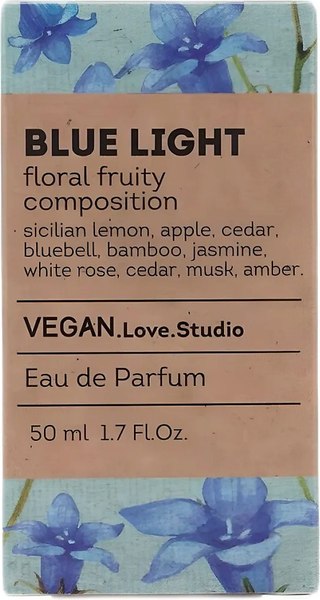 BLUE LIGHT
floral fruity
composition
sicilian lemon, apple, cedar,
bluebell, bamboo, jasmine,
white rose, cedar, musk, amber.
VEGAN.Love.Studio
Eau de Parfum
50 ml 1.7 Fl.Oz.